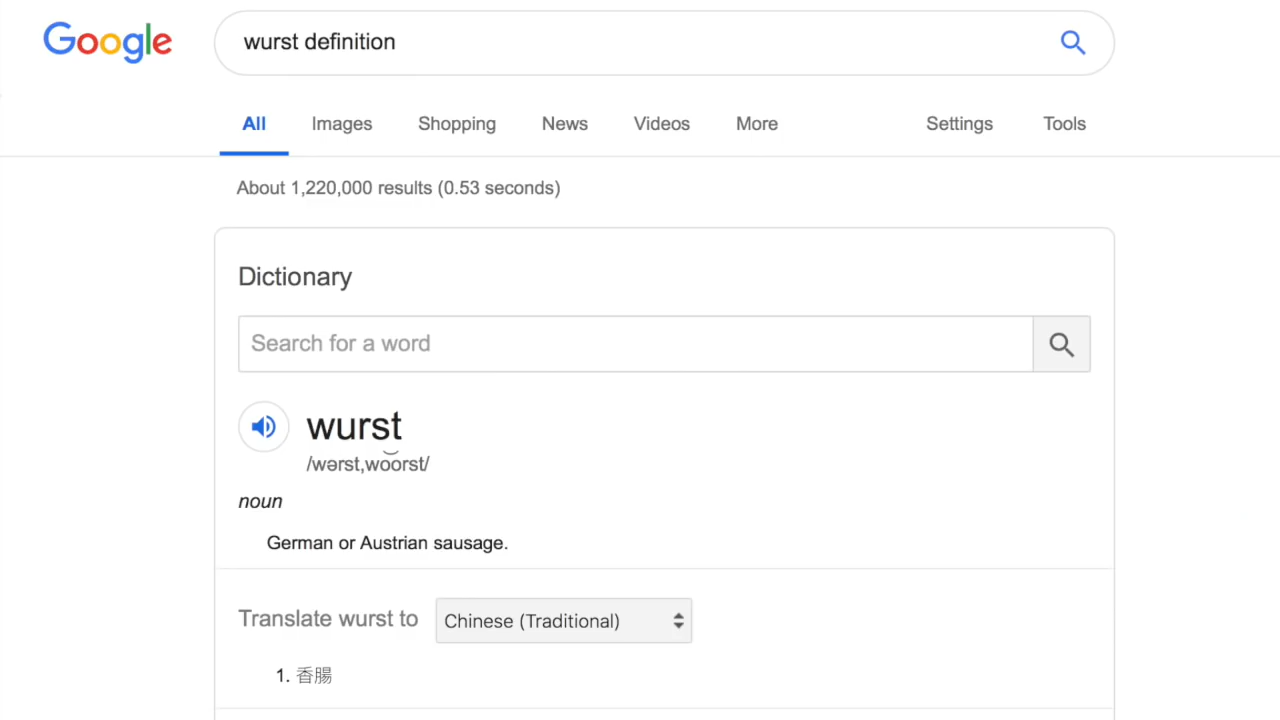 Google
wurst definition
All Images Shopping News Videos More Settings Tools
About 1,220,000 results (0.53 seconds)
Dictionary
Search for a word
wurst
/wərst,wo͝orst/
noun
German or Austrian sausage.
Translate wurst to Chinese (Traditional)
1. 香腸